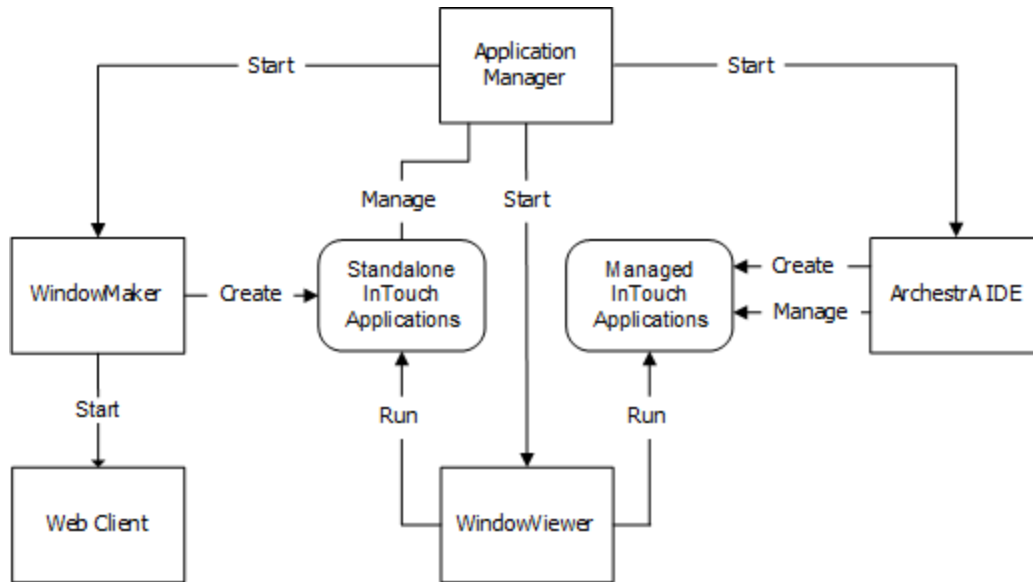 Application
Manager
Start
Start
Manage
Start
WindowMaker
Create
Standalone
InTouch
Applications
Managed
InTouch
Applications
Create
Manage
ArchestrA IDE
Start
Run
Run
Web Client
WindowViewer